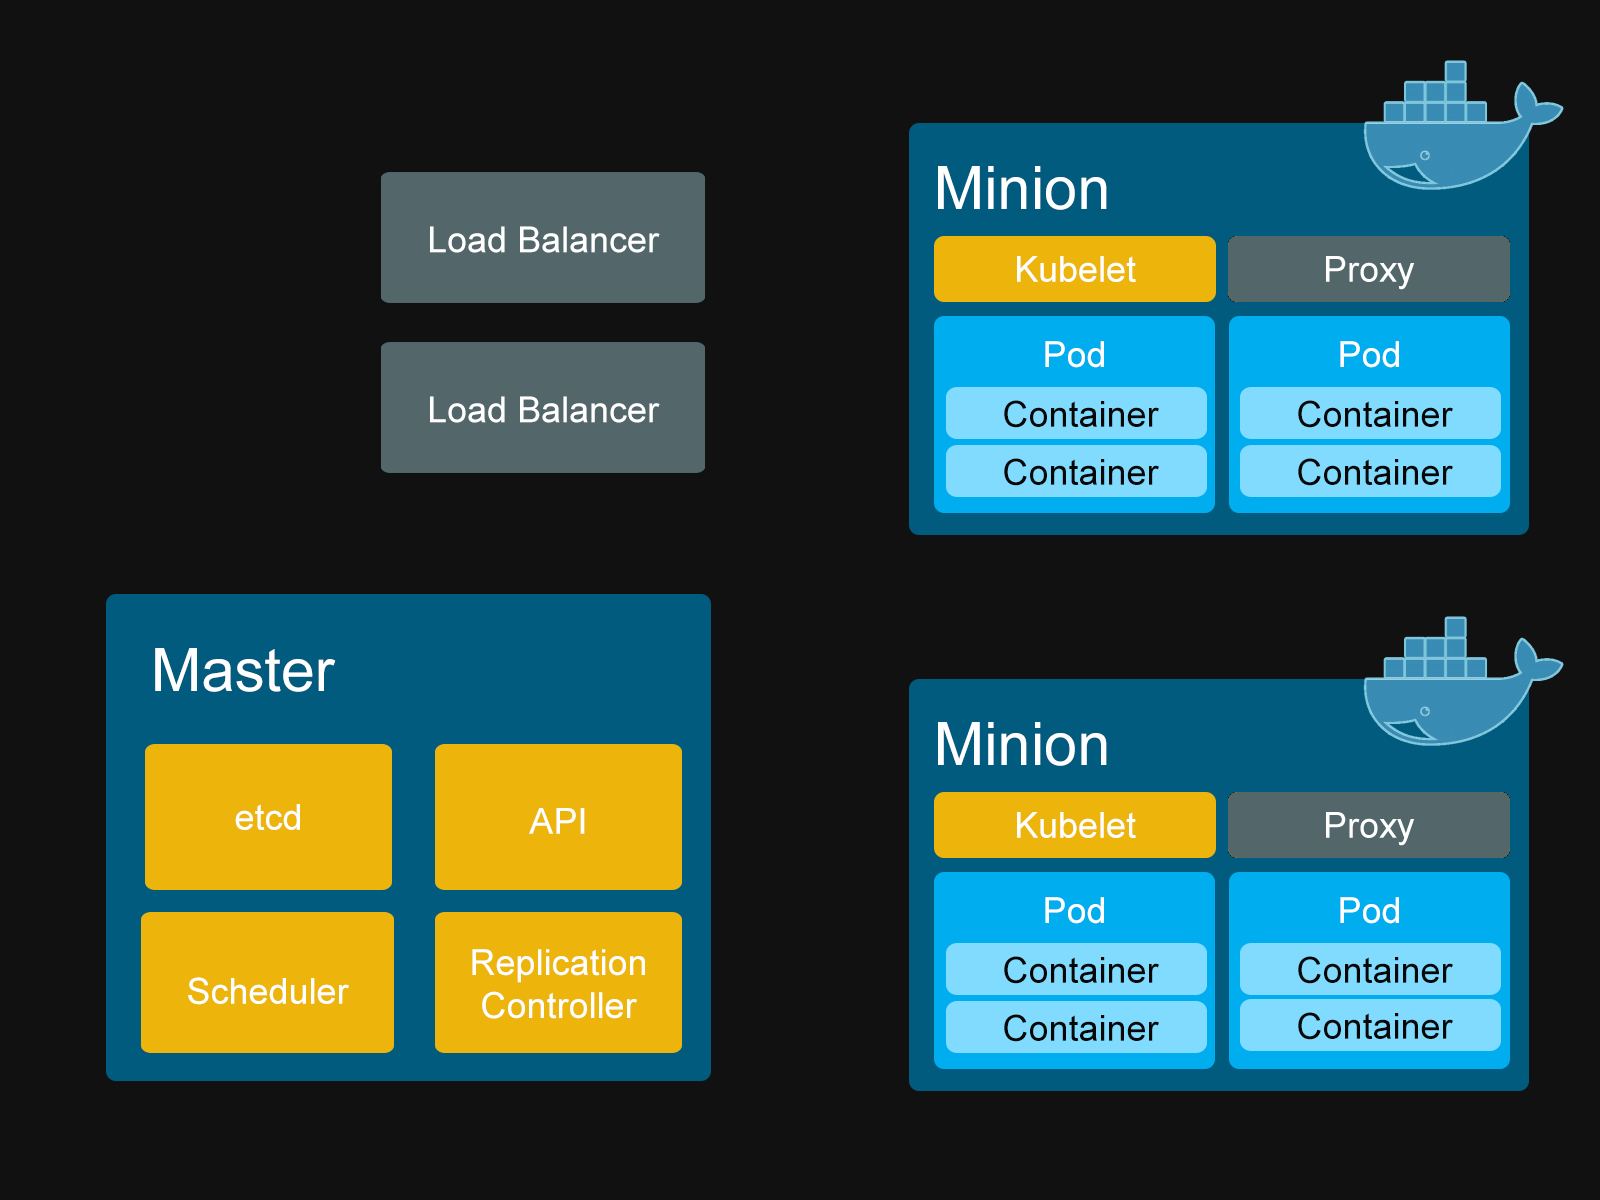 Load Balancer
Load Balancer
Master
etcd
API
Scheduler
Replication
Controller
Minion
Kubelet
Proxy
Pod
Container
Container
Pod
Container
Container
Minion
Kubelet
Proxy
Pod
Container
Container
Pod
Container
Container